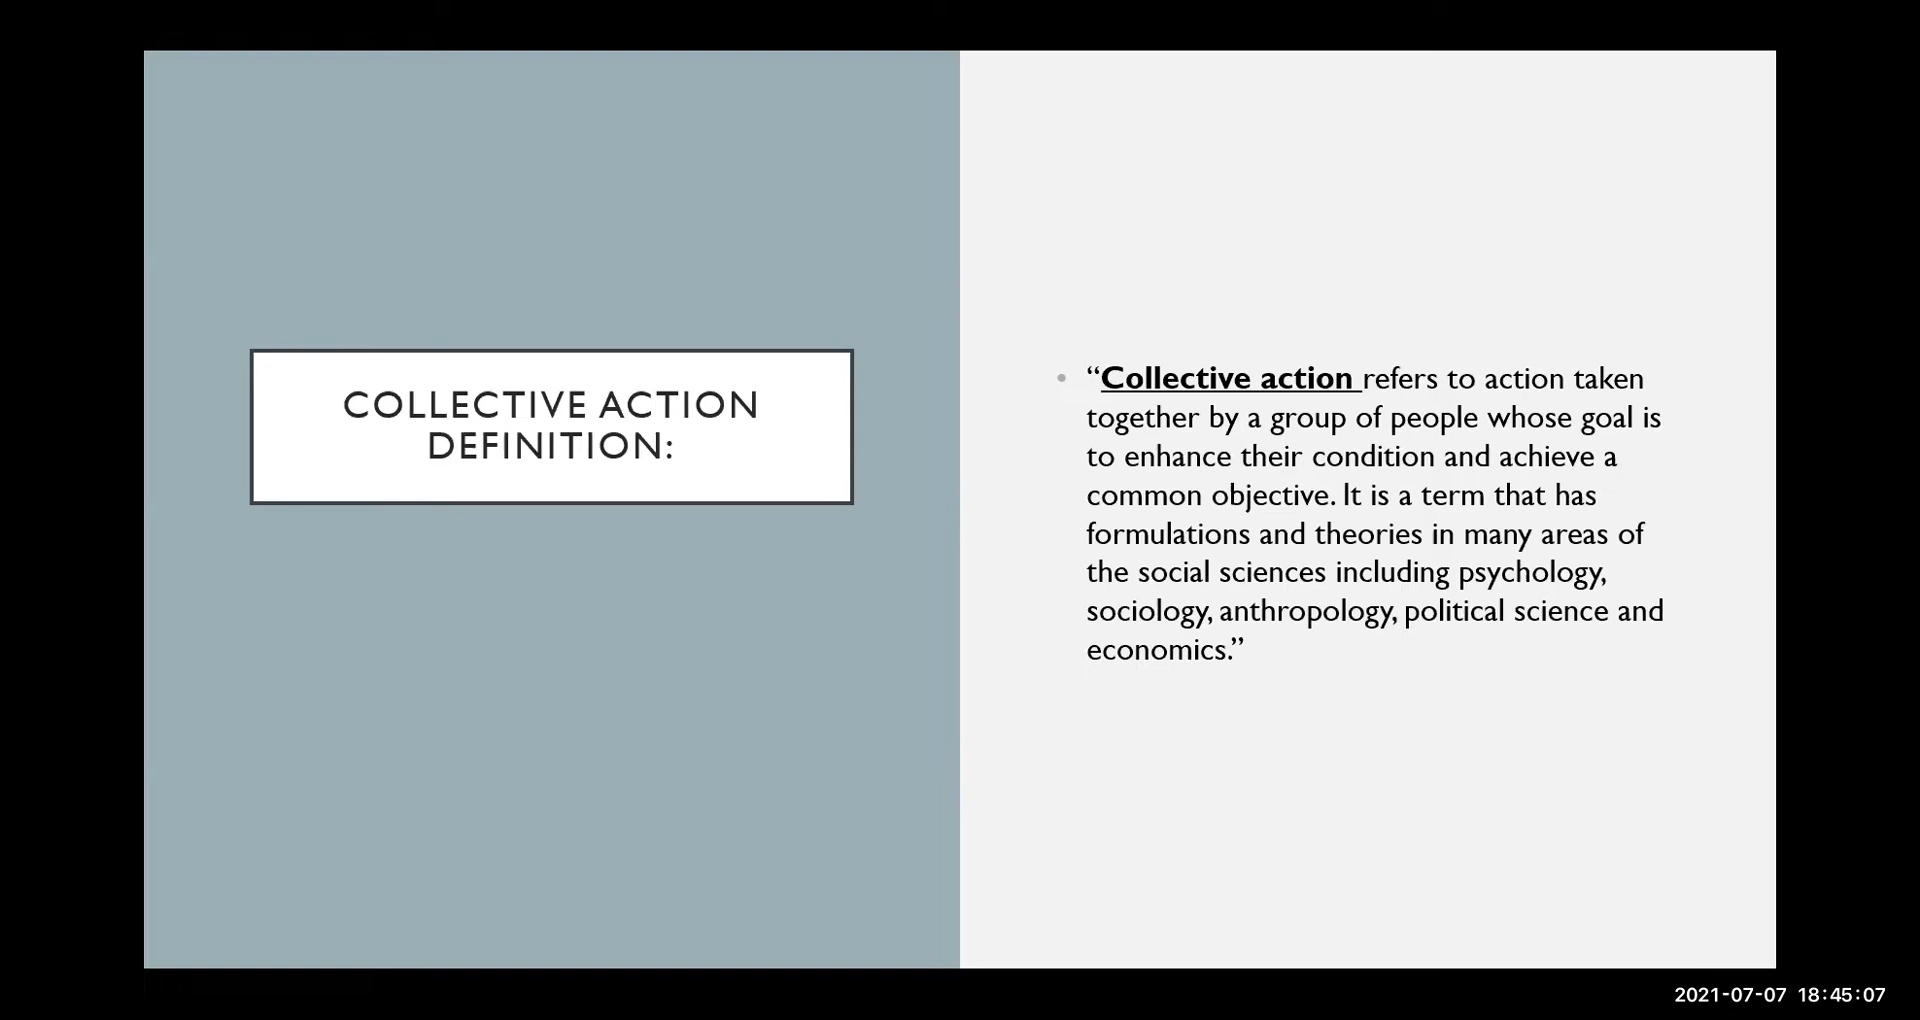 COLLECTIVE ACTION
DEFINITION:
• “Collective action refers to action taken
together by a group of people whose goal is
to enhance their condition and achieve a
common objective. It is a term that has
formulations and theories in many areas of
the social sciences including psychology,
sociology, anthropology, political science and
economics.”
2021-07-07 18:45:07